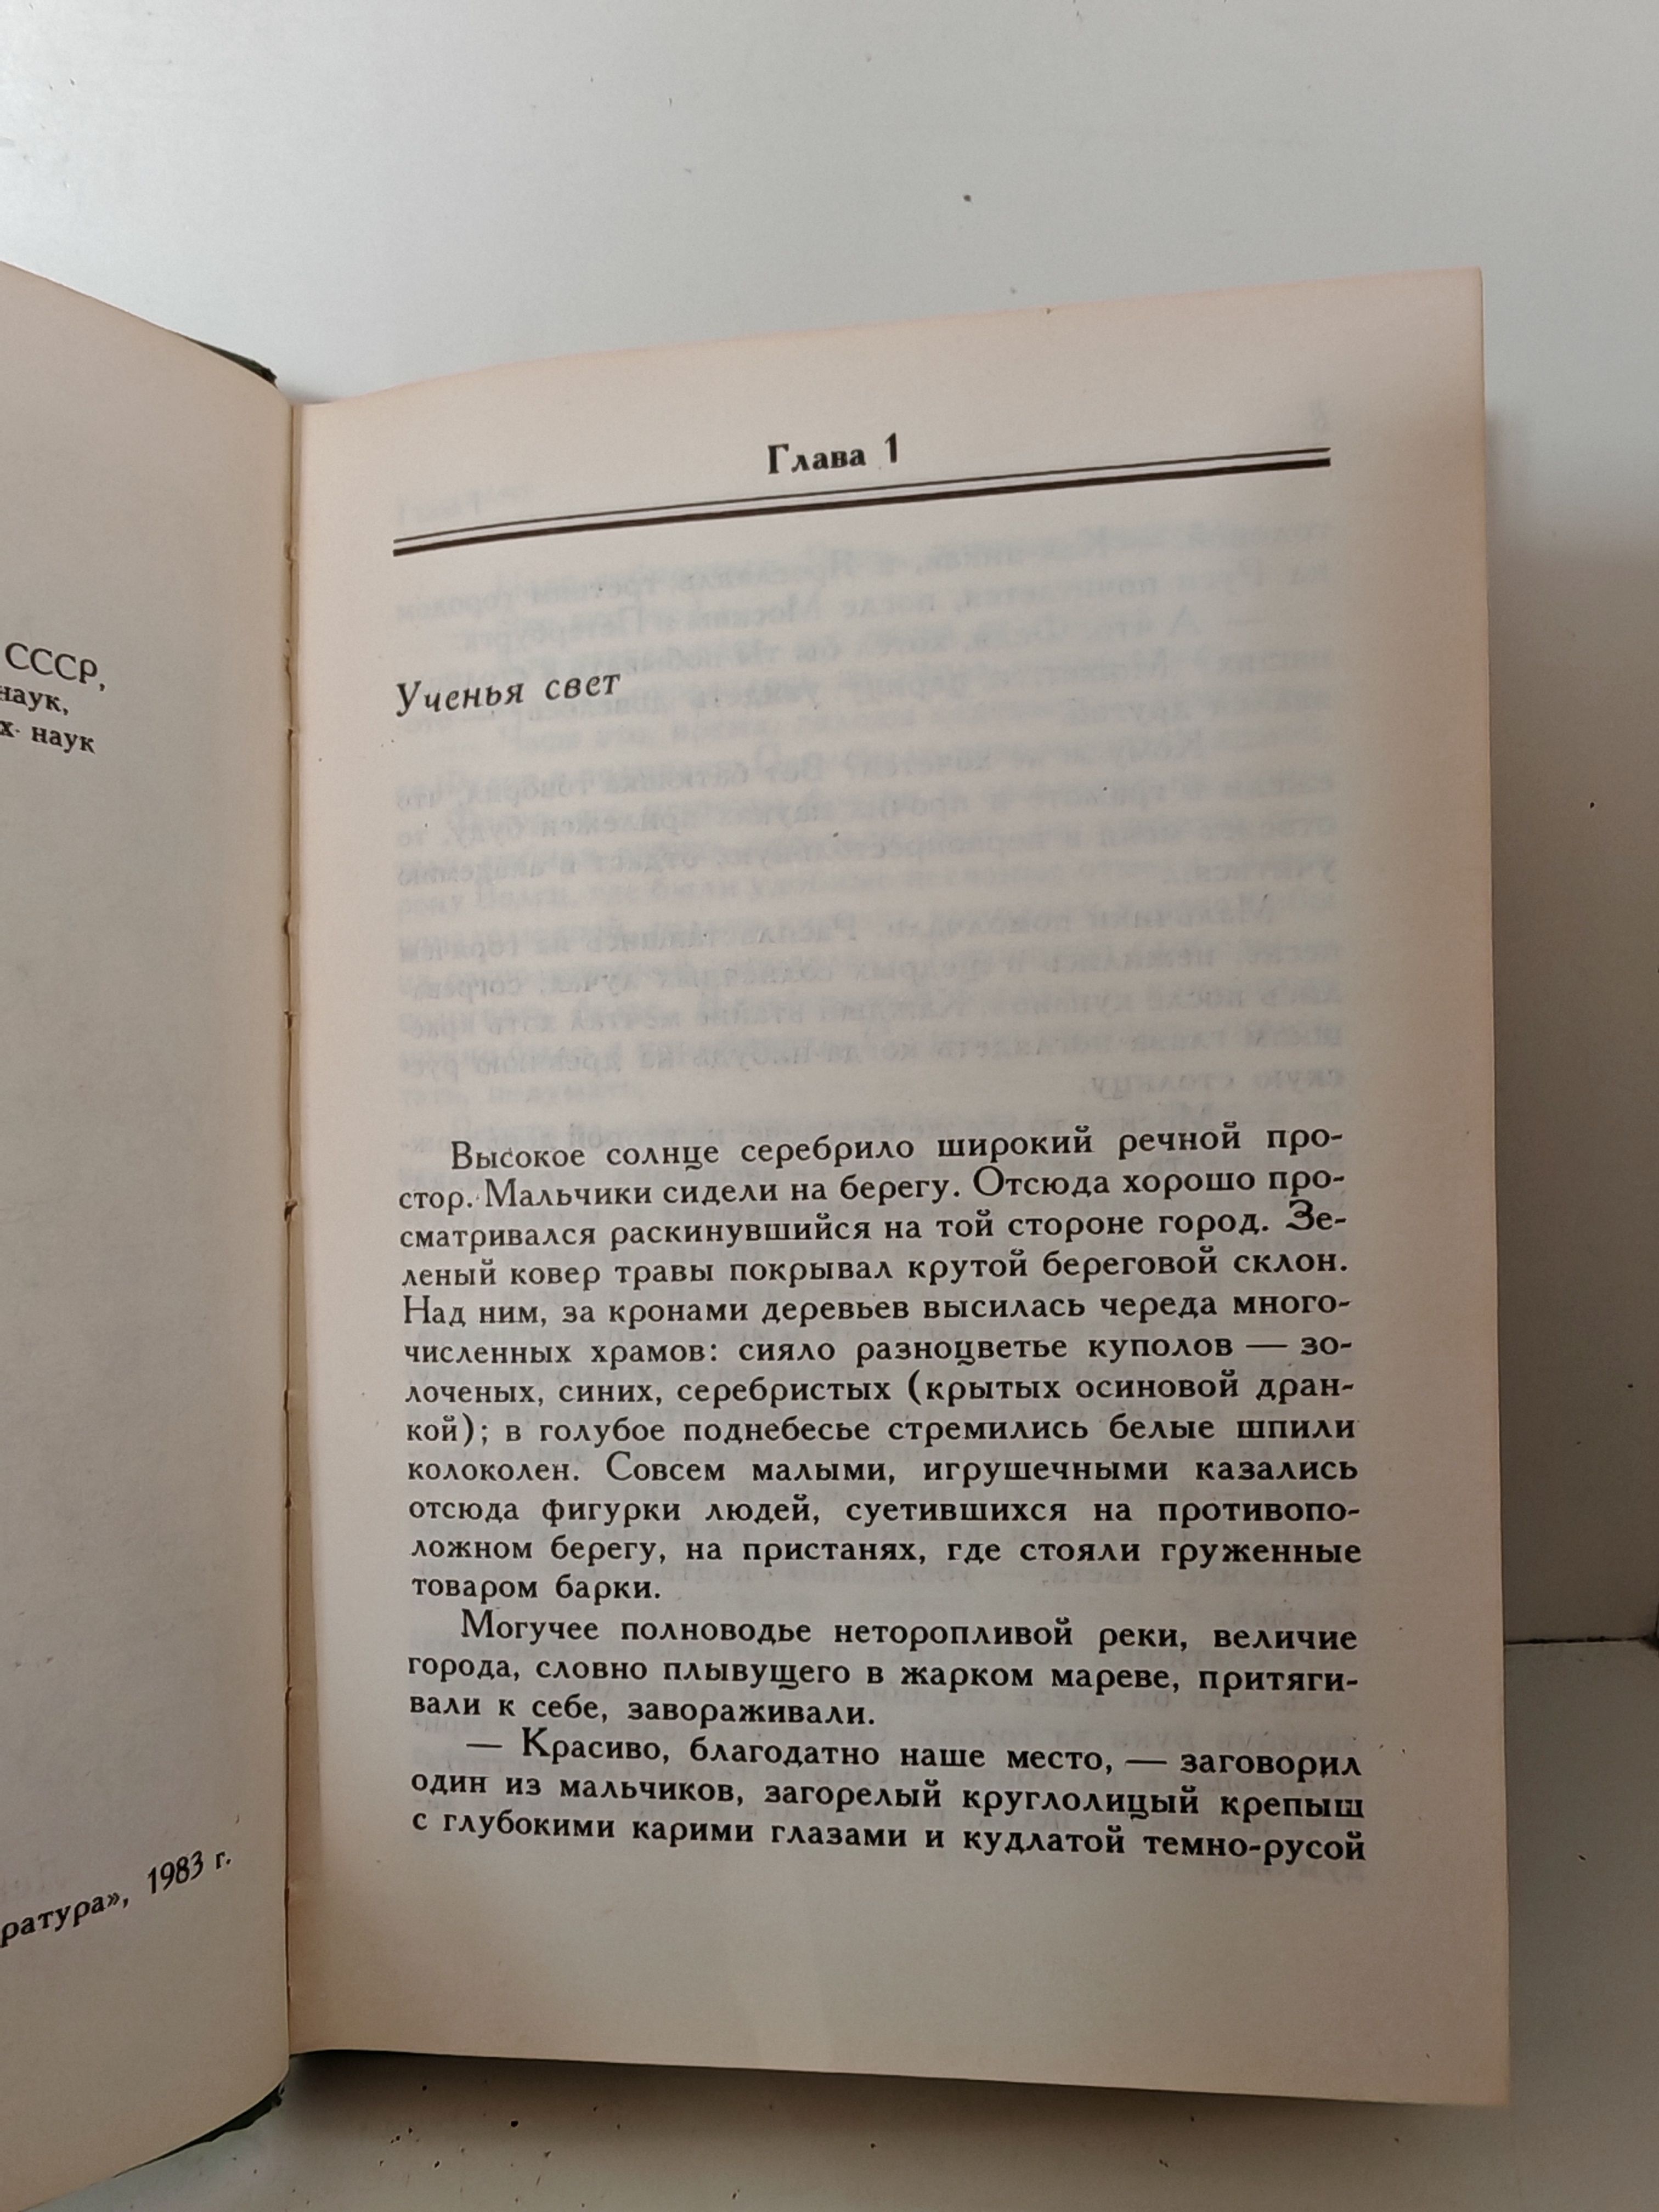 СССР,
наук,
наук
ратура», 1983 г.
Глава 1
Ученья свет
Высокое солнце серебрило широкий речной про-
стор. Мальчики сидели на берегу. Отсюда хорошо про-
сматривался раскинувшийся на той стороне город. Зе-
леный ковер травы покрывал крутой береговой склон.
Над ним, за кронами деревьев высилась череда много-
численных храмов: сияло разноцветье куполов — зо-
лоченых, синих, серебристых (крытых осиновой дран-
кой); в голубое поднебесье стремились белые шпили
колоколен. Совсем малыми, игрушечными казались
отсюда фигурки людей, суетившихся на противопо-
ложном берегу, на пристанях, где стояли груженные
товаром барки.
Могучее полноводье неторопливой реки, величие
города, словно плывущего в жарком мареве, притяги-
вали к себе, завораживали.
— Красиво, благодатно наше место, — заговорил
один из мальчиков, загорелый круглолицый крепыш
с глубокими карими глазами и кудлатой темно-русой